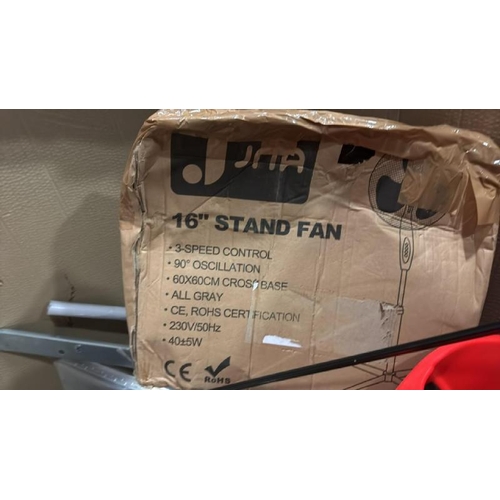 16" STAND FAN
• 3-SPEED CONTROL
• 90° OSCILLATION
• 60X60CM CROSS BASE
• ALL GRAY
• CE, ROHS CERTIFICATION
• 230V/50Hz
• 40±5W
CE RoHS